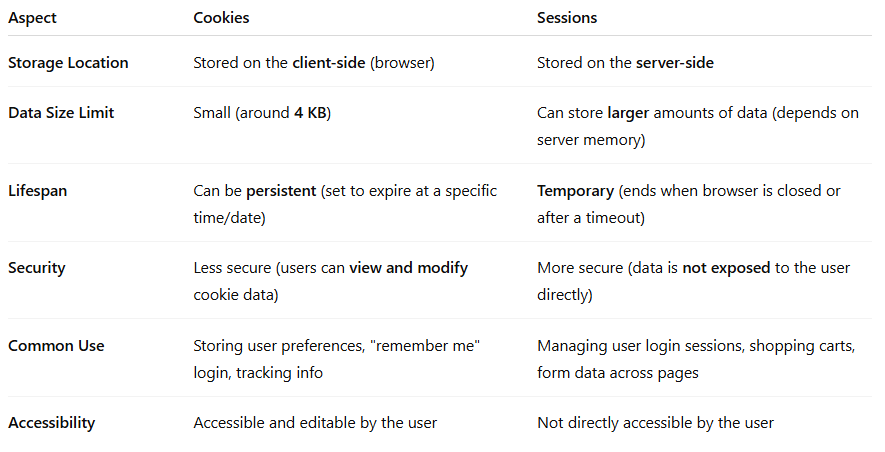 Aspect Cookies Sessions
Storage Location Stored on the client-side (browser) Stored on the server-side
Data Size Limit Small (around 4 KB) Can store larger amounts of data (depends on
server memory)
Lifespan Can be persistent (set to expire at a specific Temporary (ends when browser is closed or
time/date) after a timeout)
Security Less secure (users can view and modify More secure (data is not exposed to the user
cookie data) directly)
Common Use Storing user preferences, "remember me" Managing user login sessions, shopping carts,
login, tracking info form data across pages
Accessibility Accessible and editable by the user Not directly accessible by the user